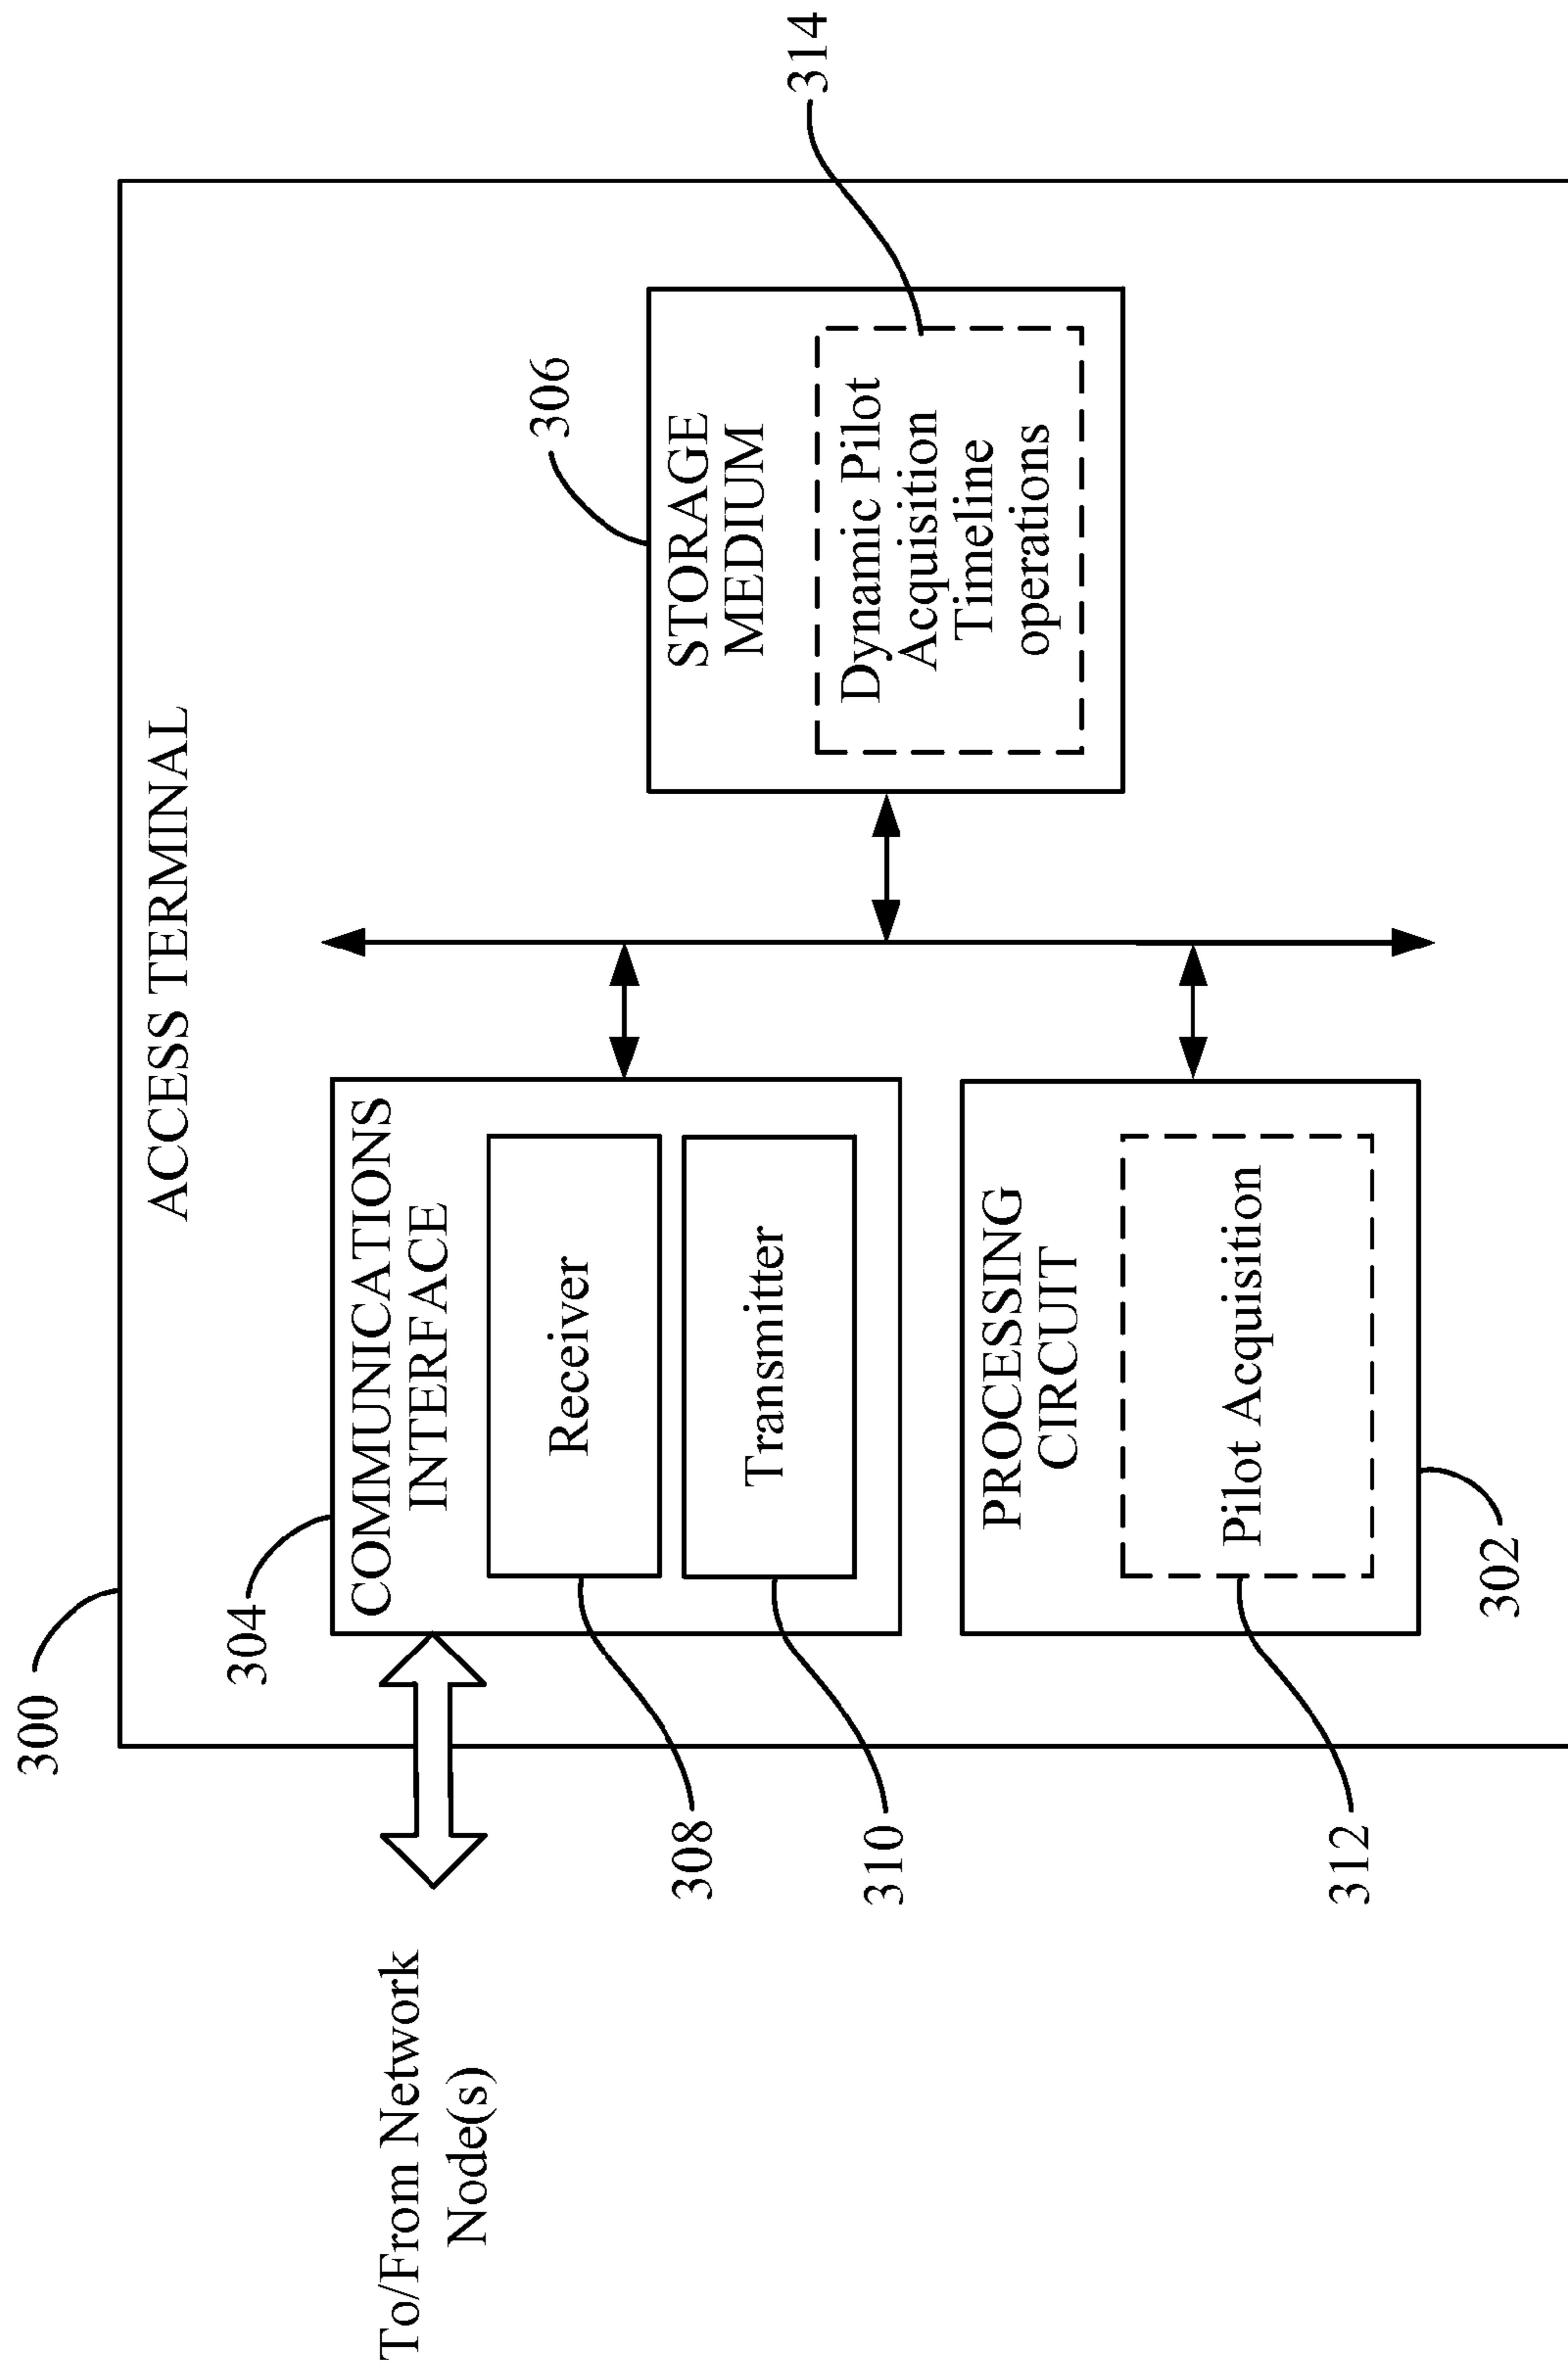 300
ACCESS TERMINAL
304
COMMUNICATIONS
INTERFACE
To/From Network
Node(s)
Receiver
308
Transmitter
310
306
STORAGE
MEDIUM
Dynamic Pilot
Acquisition
Timeline
operations
314
PROCESSING
CIRCUIT
Pilot Acquisition
312
302